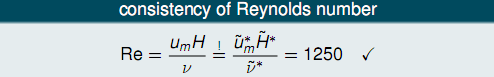 consistency of Reynolds number
Re = u_m H / ν =^! ũ*_m H̃* / ν̃* = 1250 ✓